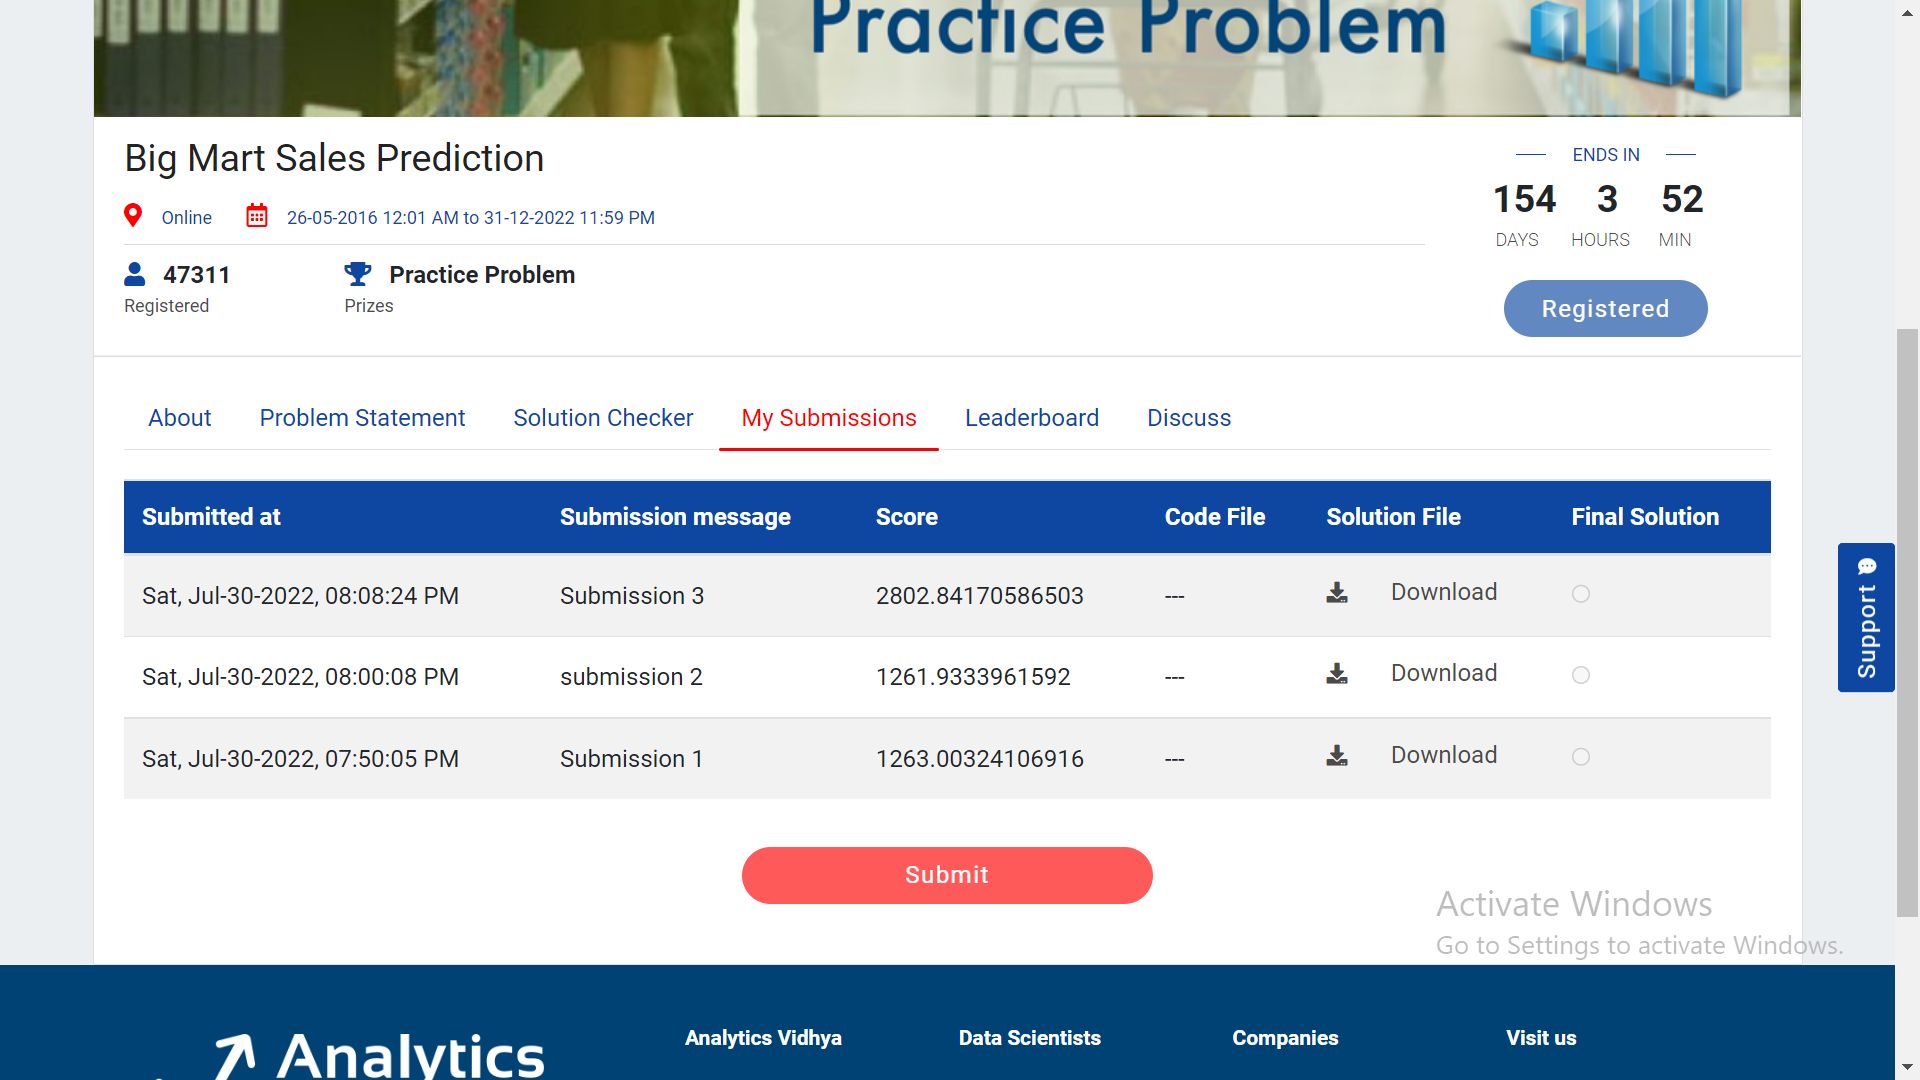 Practice Problem
Big Mart Sales Prediction
Online 26-05-2016 12:01 AM to 31-12-2022 11:59 PM
ENDS IN
154 3 52
DAYS HOURS MIN
47311 Practice Problem
Registered Prizes
Registered
About Problem Statement Solution Checker My Submissions Leaderboard Discuss
Submitted at Submission message Score Code File Solution File Final Solution
Sat, Jul-30-2022, 08:08:24 PM Submission 3 2802.84170586503 --- Download
Sat, Jul-30-2022, 08:00:08 PM submission 2 1261.9333961592 --- Download
Sat, Jul-30-2022, 07:50:05 PM Submission 1 1263.00324106916 --- Download
Support
Submit
Activate Windows
Go to Settings to activate Windows.
Analytics
Analytics Vidhya Data Scientists Companies Visit us